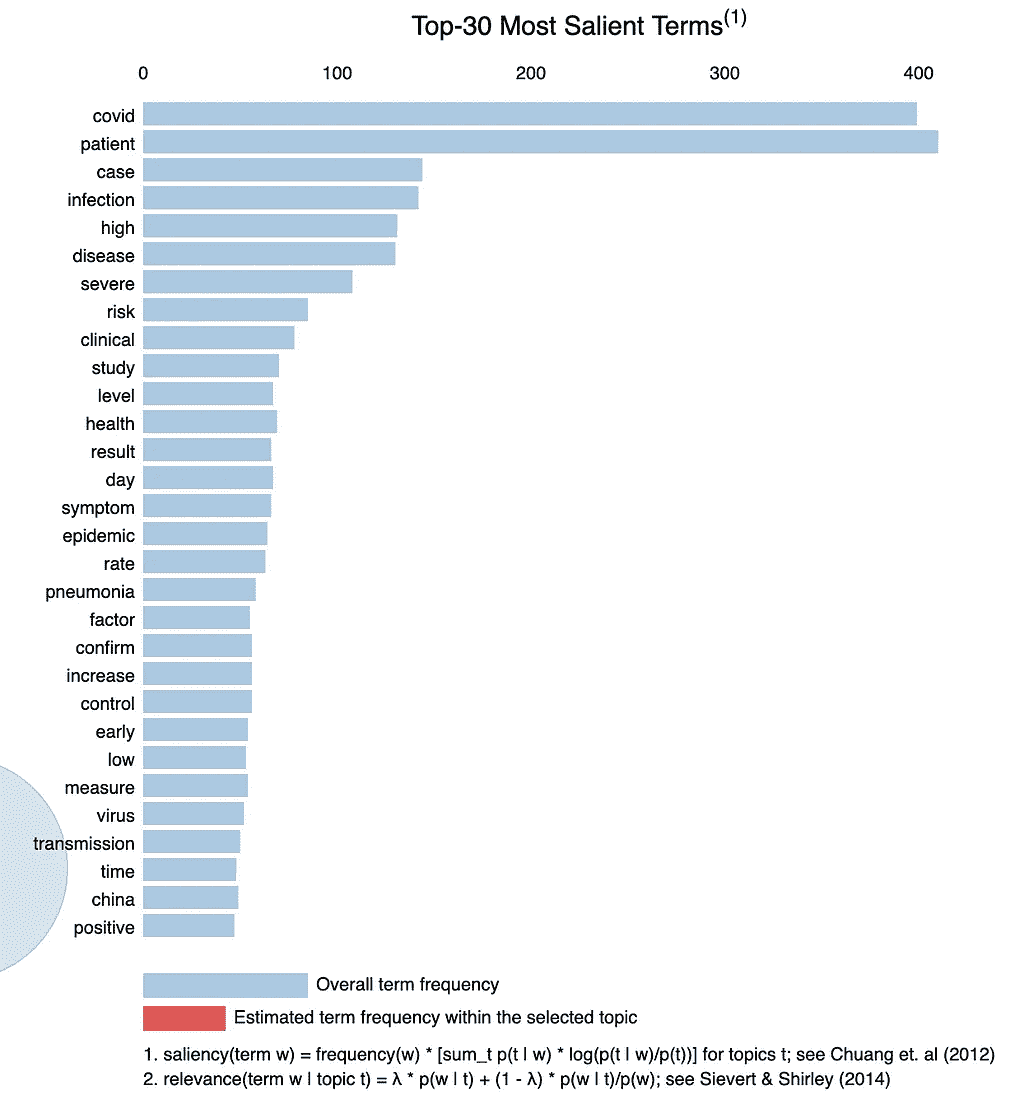 Top-30 Most Salient Terms(1)
0 100 200 300 400
covid
patient
case
infection
high
disease
severe
risk
clinical
study
level
health
result
day
symptom
epidemic
rate
pneumonia
factor
confirm
increase
control
early
low
measure
virus
transmission
time
china
positive
Overall term frequency
Estimated term frequency within the selected topic
1. saliency(term w) = frequency(w) * [sum_t p(t | w) * log(p(t | w)/p(t))] for topics t; see Chuang et. al (2012)
2. relevance(term w | topic t) = λ * p(w | t) + (1 - λ) * p(w | t)/p(w); see Sievert & Shirley (2014)